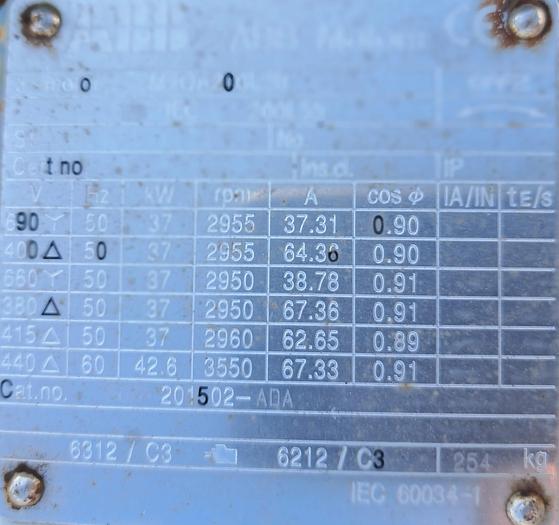 ABB Motors
CE
IEC
No
Cert no Ins.cl. IP
V Hz kW rpm A cos φ IA/IN tE/s
690 Y 50 37 2955 37.31 0.90
400 Δ 50 37 2955 64.36 0.90
660 Y 50 37 2950 38.78 0.91
380 Δ 50 37 2950 67.36 0.91
415 Δ 50 37 2960 62.65 0.89
440 Δ 60 42.6 3550 67.33 0.91
Cat.no. 201502-ADA
6312 / C3 6212 / C3 254 kg
IEC 60034-1